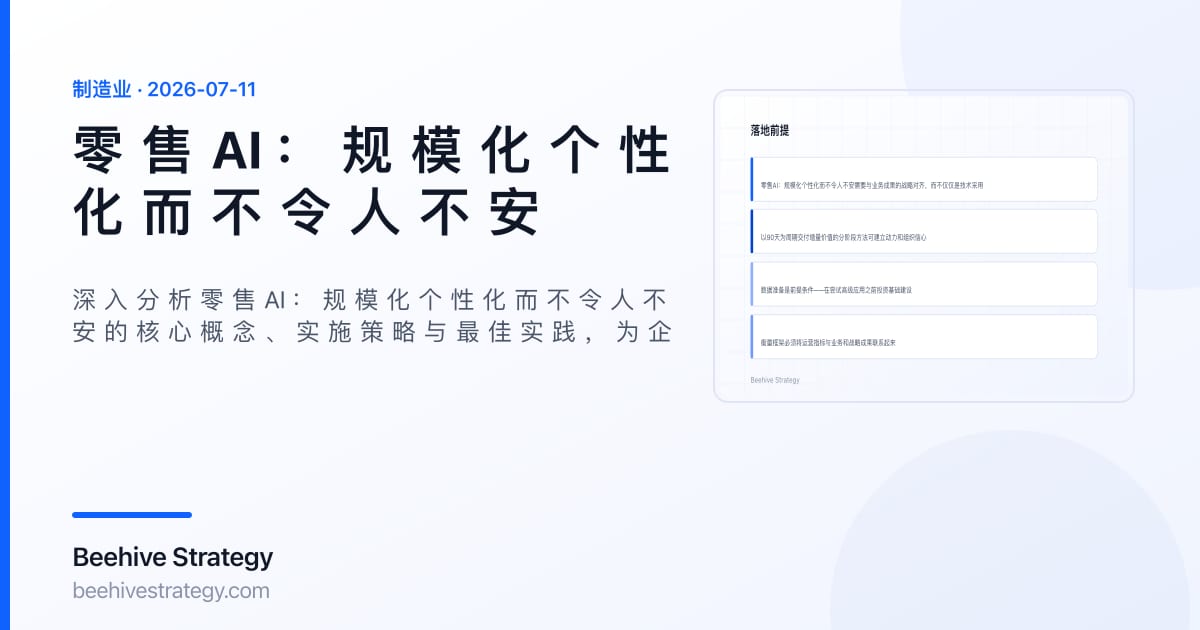 制造业 · 2026-07-11
零售AI：规模化个性
化而不令人不安
深入分析零售AI：规模化个性化而不令人不
安的核心概念、实施策略与最佳实践，为企
落地前提
零售AI：规模化个性化而不令人不安需要与业务成果的战略对齐，而不仅仅是技术采用
以90天为周期交付增量价值的分阶段方法可建立动力和组织信心
数据准备是前提条件——在尝试高级应用之前投资基础建设
衡量框架必须将运营指标与业务和战略成果联系起来
Beehive Strategy
Beehive Strategy
beehivestrategy.com